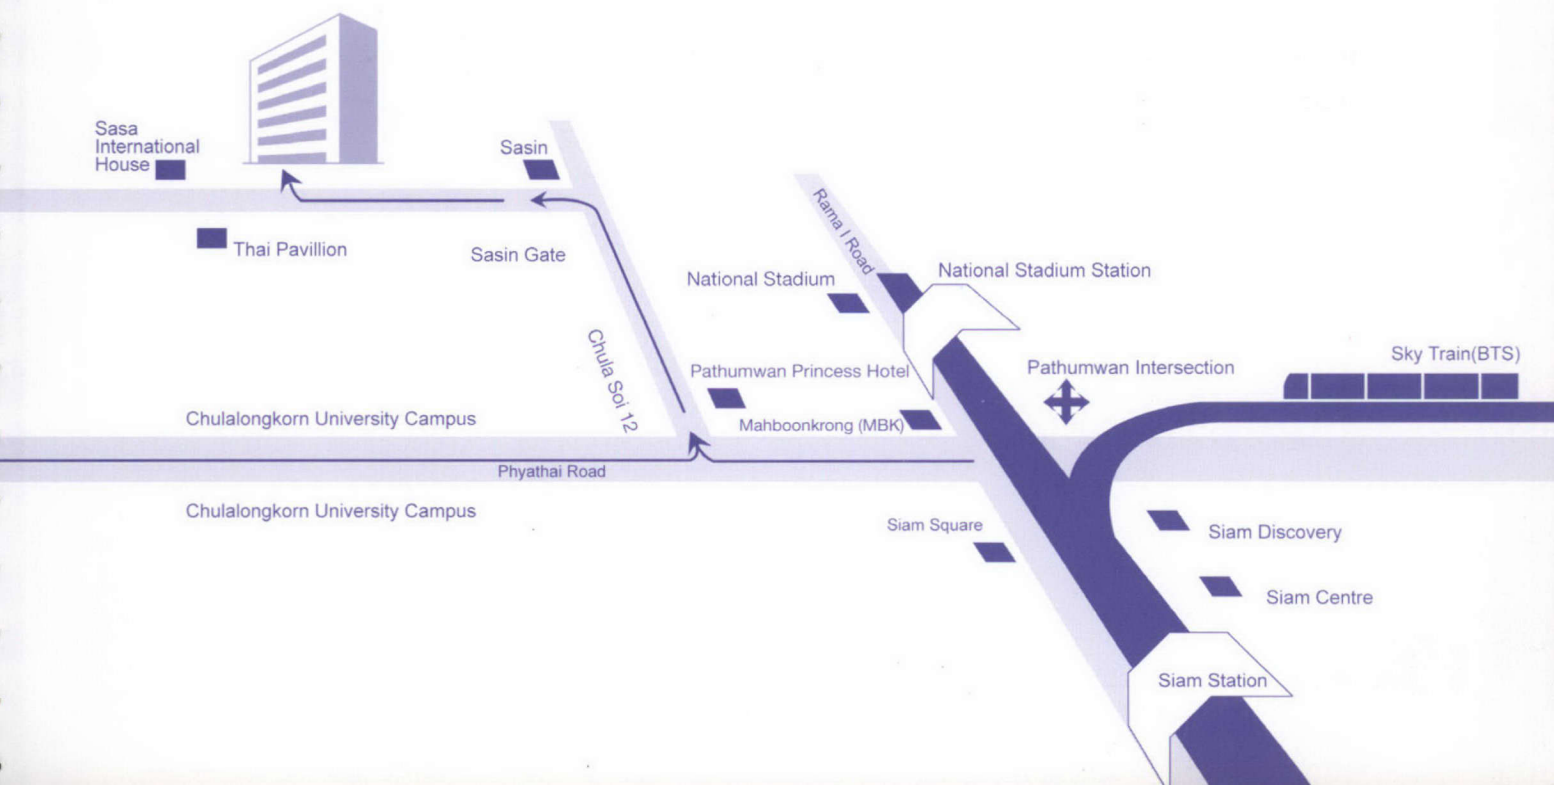 Sasa
International
House
Sasin
Thai Pavillion
Sasin Gate
Rama I Road
National Stadium
National Stadium Station
Chula Soi 12
Pathumwan Princess Hotel
Pathumwan Intersection
Sky Train(BTS)
Chulalongkorn University Campus
Mahboonkrong (MBK)
Phyathai Road
Chulalongkorn University Campus
Siam Square
Siam Discovery
Siam Centre
Siam Station